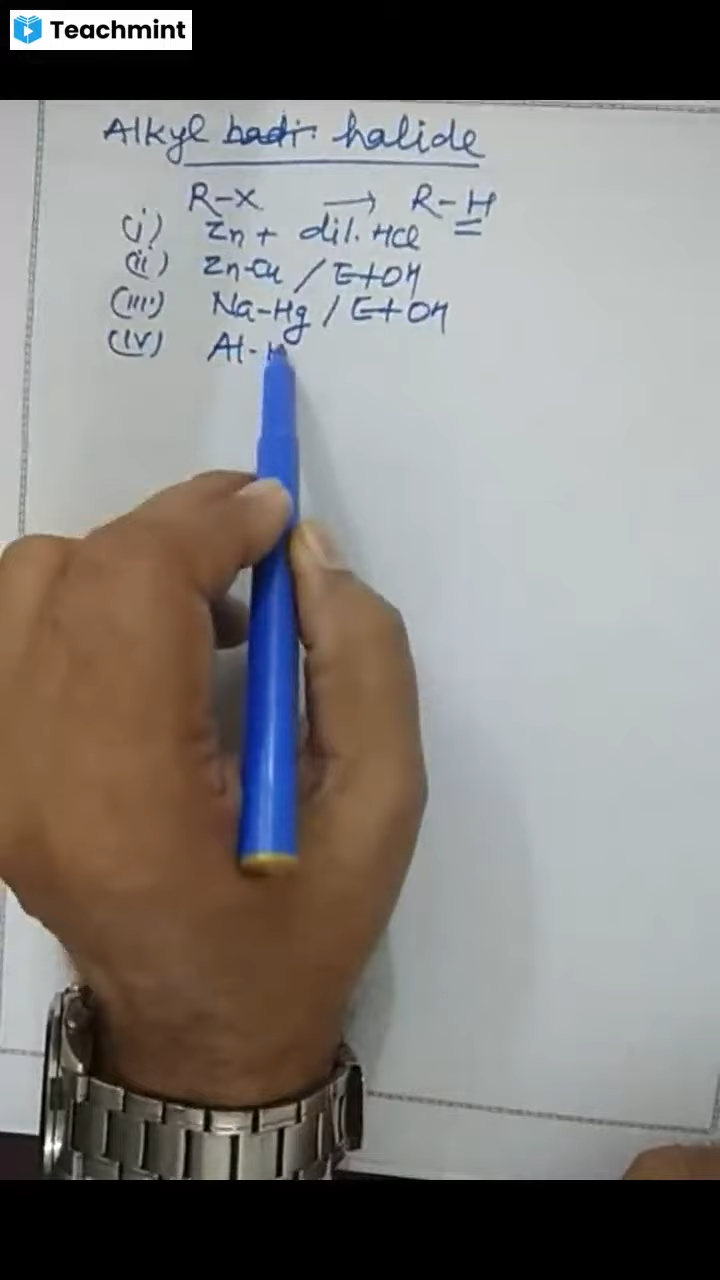 Teachmint
Alkyl halide
R-X → R-H
(i) Zn + dil. HCl
(ii) Zn-Cu / EtOH
(iii) Na-Hg / EtOH
(iv) Al-H